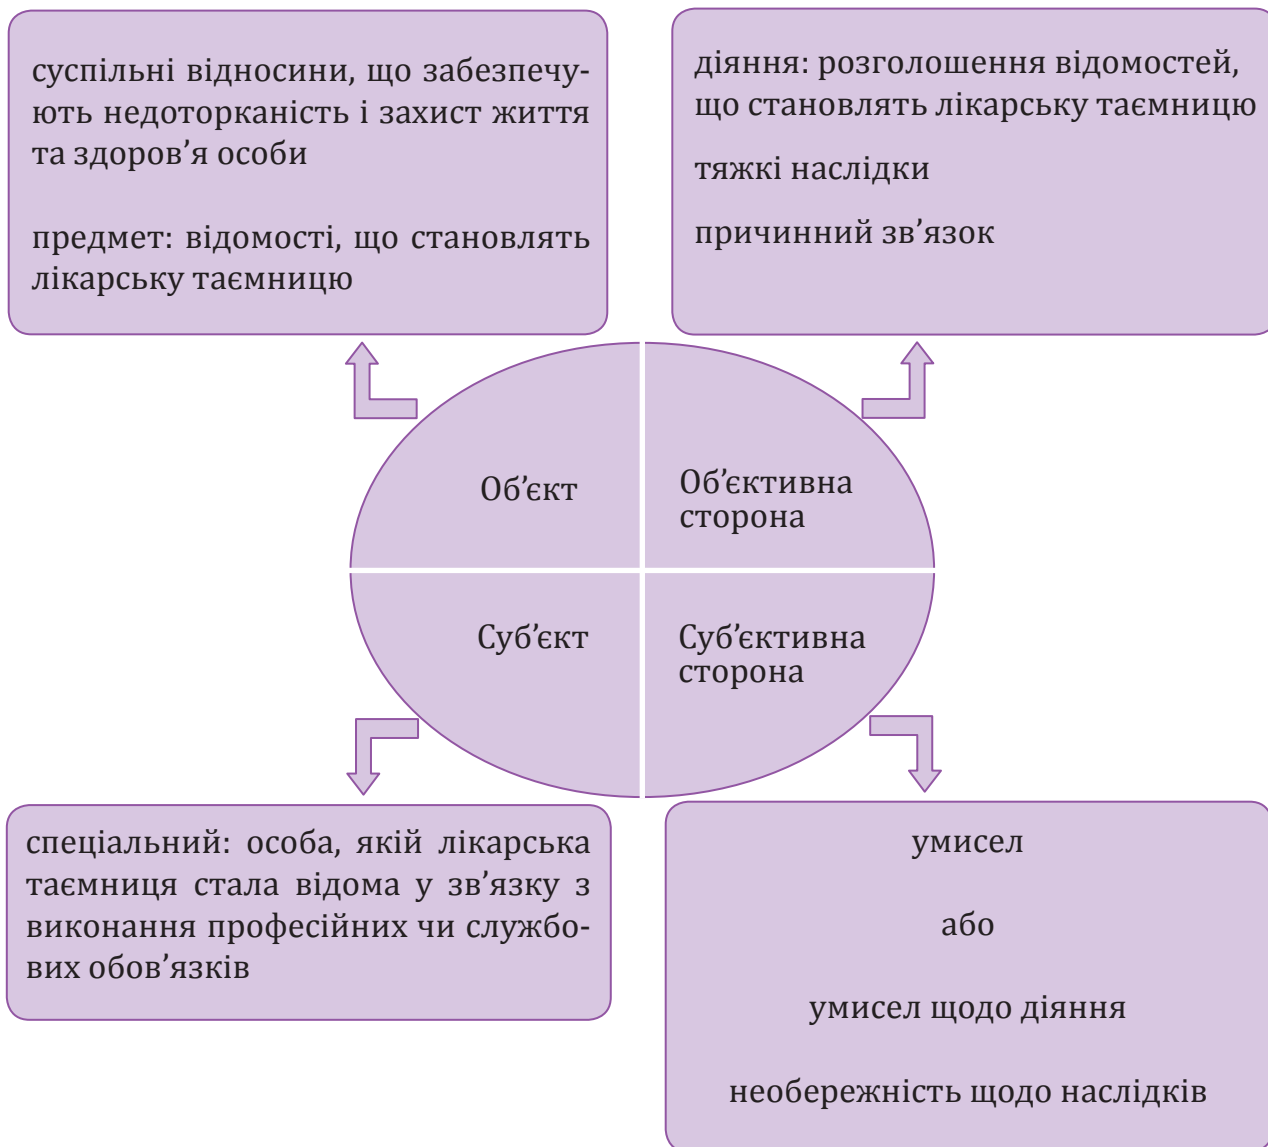 суспільні відносини, що забезпечу-
ють недоторканість і захист життя
та здоров’я особи
предмет: відомості, що становлять
лікарську таємницю
діяння: розголошення відомостей,
що становлять лікарську таємницю
тяжкі наслідки
причинний зв’язок
Об’єкт
Об’єктивна
сторона
Суб’єкт
Суб’єктивна
сторона
спеціальний: особа, якій лікарська
таємниця стала відома у зв’язку з
виконання професійних чи службо-
вих обов’язків
умисел
або
умисел щодо діяння
необережність щодо наслідків